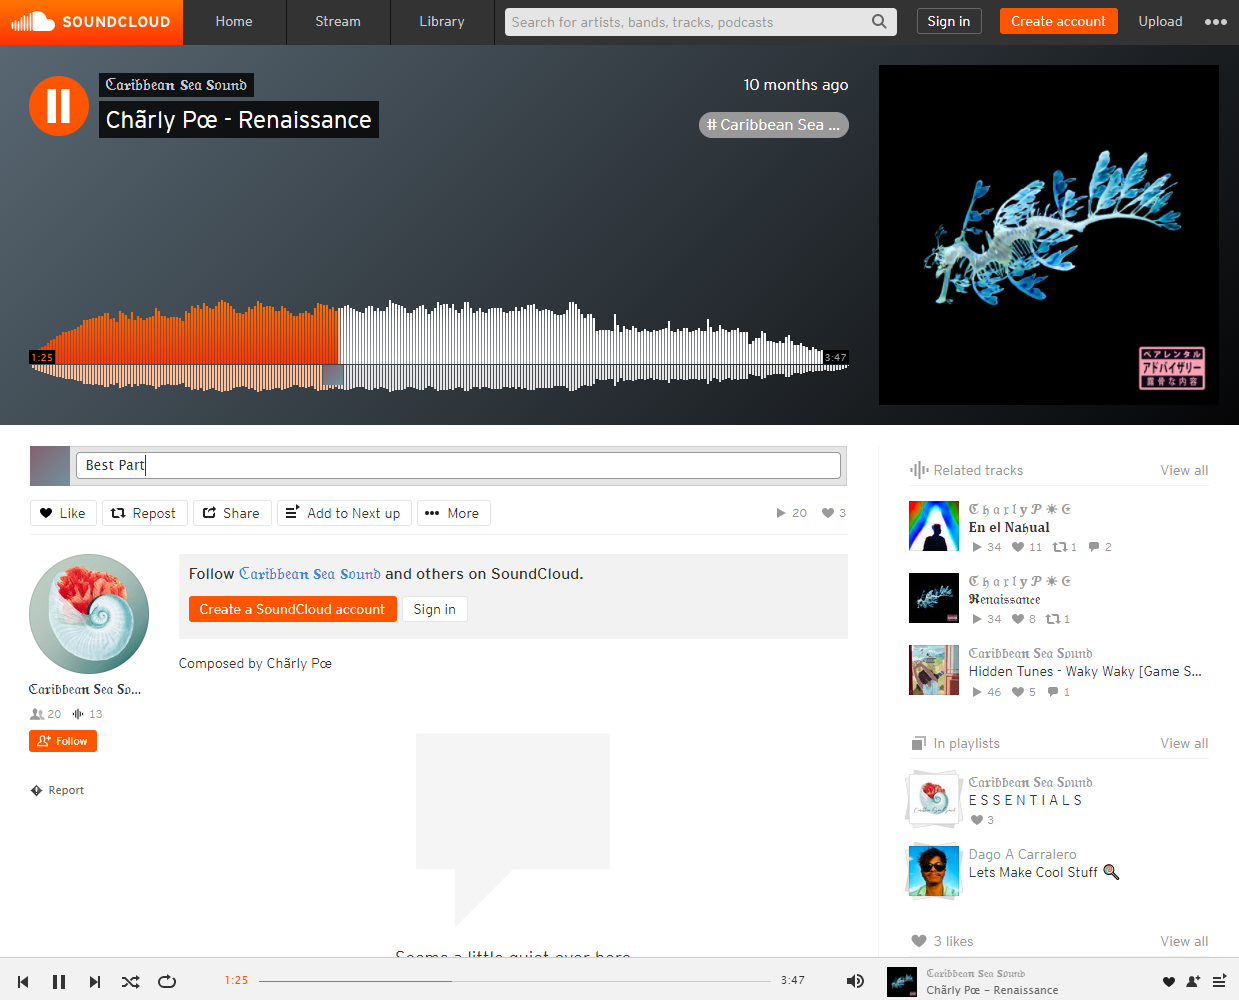 SOUNDCLOUD
Home
Stream
Library
Search for artists, bands, tracks, podcasts
Sign in
Create account
Upload
ℭ𝔞𝔯𝔦𝔟𝔟𝔢𝔞𝔫 𝐒𝔢𝔞 𝐒𝔬𝔲𝔫𝔡
Chãrly Pœ - Renaissance
10 months ago
# Caribbean Sea ...
1:25
3:47
ペアレンタル
アドバイザリー
露骨な内容
Best Part
Like
Repost
Share
Add to Next up
More
20
3
Follow ℭ𝔞𝔯𝔦𝔟𝔟𝔢𝔞𝔫 𝐒𝔢𝔞 𝐒𝔬𝔲𝔫𝔡 and others on SoundCloud.
Create a SoundCloud account
Sign in
Composed by Chãrly Pœ
ℭ𝔞𝔯𝔦𝔟𝔟𝔢𝔞𝔫 𝐒𝔢𝔞 𝐒𝔬...
20
13
Follow
Report
Seems a little quiet over here
Related tracks
View all
ℭ 𝔥 𝔞 𝔯 𝔩 𝐲 𝒫 ☀ ∈
𝐄𝐧 𝐞𝐥 𝐍𝐚𝔥𝐮𝐚𝐥
34
11
1
2
ℭ 𝔥 𝔞 𝔯 𝔩 𝐲 𝒫 ☀ ∈
𝕽𝔢𝔫𝔞𝔦𝔰𝔰𝔞𝔫𝔠𝔢
34
8
1
ℭ𝔞𝔯𝔦𝔟𝔟𝔢𝔞𝔫 𝐒𝔢𝔞 𝐒𝔬𝔲𝔫𝔡
Hidden Tunes - Waky Waky [Game S...
46
5
1
In playlists
View all
ℭ𝔞𝔯𝔦𝔟𝔟𝔢𝔞𝔫 𝐒𝔢𝔞 𝐒𝔬𝔲𝔫𝔡
E S S E N T I A L S
3
Dago A Carralero
Lets Make Cool Stuff
3 likes
View all
1:25
3:47
ℭ𝔞𝔯𝔦𝔟𝔟𝔢𝔞𝔫 𝐒𝔢𝔞 𝐒𝔬𝔲𝔫𝔡
Chãrly Pœ – Renaissance